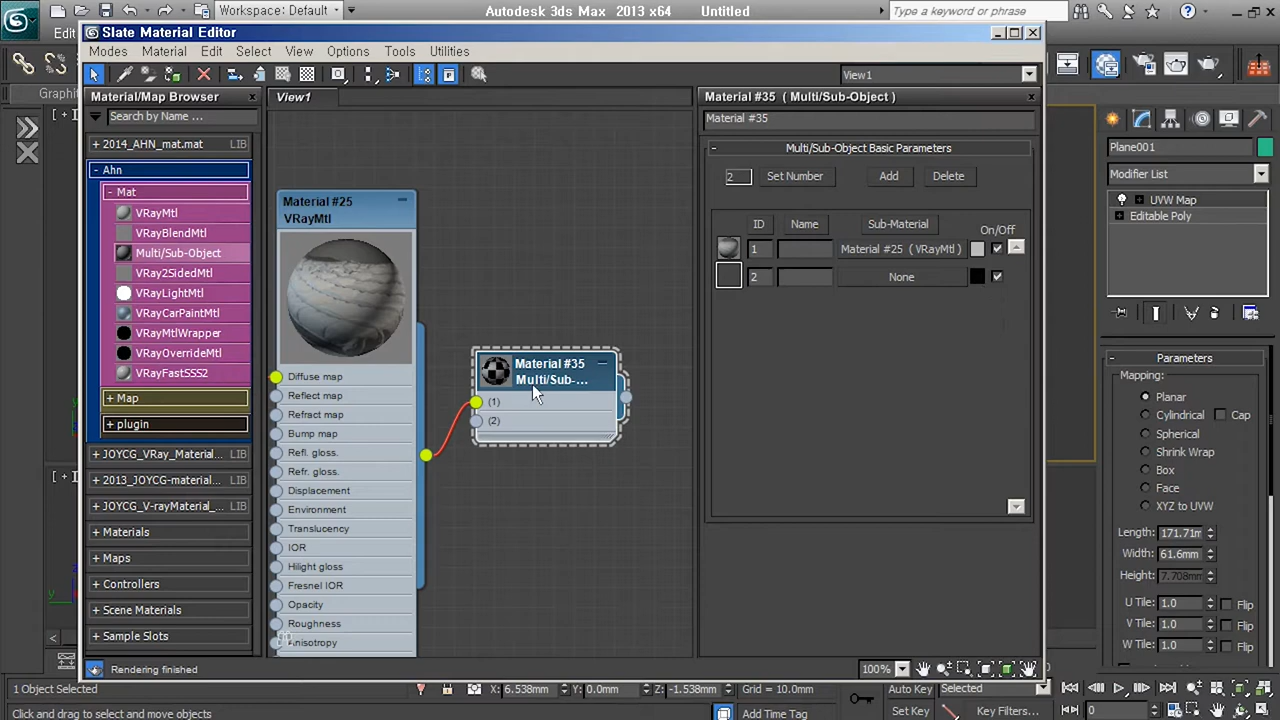 Workspace: Default
Autodesk 3ds Max 2013 x64
Untitled
Type a keyword or phrase
Slate Material Editor
Modes Material Edit Select View Options Tools Utilities
View1
Material/Map Browser
View1
Material #35 ( Multi/Sub-Object )
Search by Name ...
Material #35
+ 2014_AHN_mat.mat LIB
- Ahn
- Mat
VRayMtl
VRayBlendMtl
Multi/Sub-Object
VRay2SidedMtl
VRayLightMtl
VRayCarPaintMtl
VRayMtlWrapper
VRayOverrideMtl
VRayFastSSS2
+ Map
+ plugin
+ JOYCG_VRay_Material... LIB
+ 2013_JOYCG-material... LIB
+ JOYCG_V-rayMaterial_... LIB
+ Materials
+ Maps
+ Controllers
+ Scene Materials
+ Sample Slots
Material #25
VRayMtl
Diffuse map
Reflect map
Refract map
Bump map
Refl. gloss.
Refr. gloss.
Displacement
Environment
Translucency
IOR
Hilight gloss
Fresnel IOR
Opacity
Roughness
Anisotropy
Material #35
Multi/Sub-...
(1)
(2)
- Multi/Sub-Object Basic Parameters
2 Set Number Add Delete
ID Name Sub-Material On/Off
1 Material #25 ( VRayMtl )
2 None
Rendering finished
100%
Graphit
Plane001
Modifier List
UVW Map
Editable Poly
- Parameters
Mapping:
Planar
Cylindrical Cap
Spherical
Shrink Wrap
Box
Face
XYZ to UVW
Length: 171.71m
Width: 61.6mm
Height: 7.708mm
U Tile: 1.0 Flip
V Tile: 1.0 Flip
W Tile: 1.0 Flip
1 Object Selected
X: 6.538mm Y: 0.0mm Z: -1.538mm Grid = 10.0mm
Auto Key Selected
Click and drag to select and move objects
Add Time Tag
Set Key Key Filters...
0